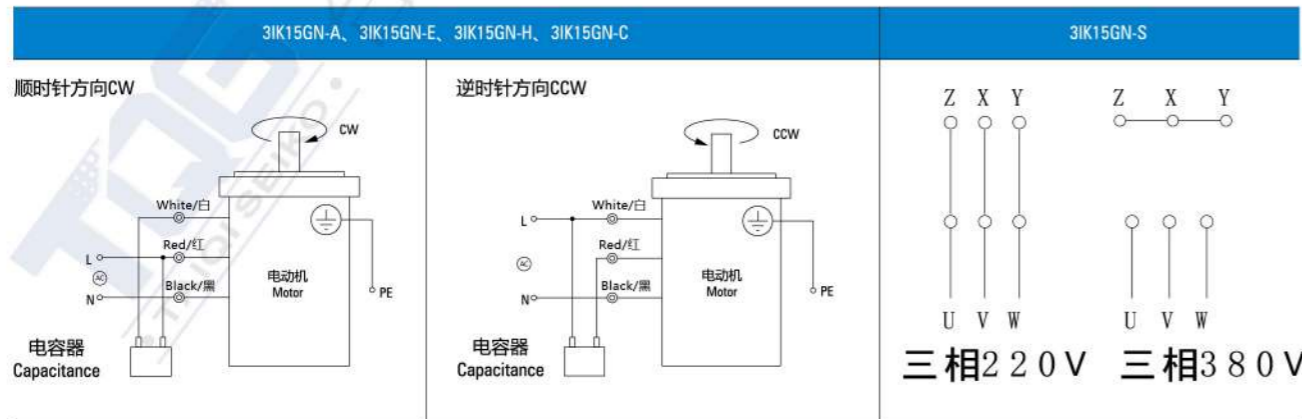 3IK15GN-A、3IK15GN-E、3IK15GN-H、3IK15GN-C
3IK15GN-S
顺时针方向CW
CW
White/白
Red/红
L
AC
Black/黑
N
电动机
Motor
PE
电容器
Capacitance
逆时针方向CCW
CCW
White/白
L
Red/红
AC
Black/黑
N
电动机
Motor
PE
电容器
Capacitance
Z X Y
U V W
三相220V
Z X Y
U V W
三相380V
TQG
TAIQI SEIKO